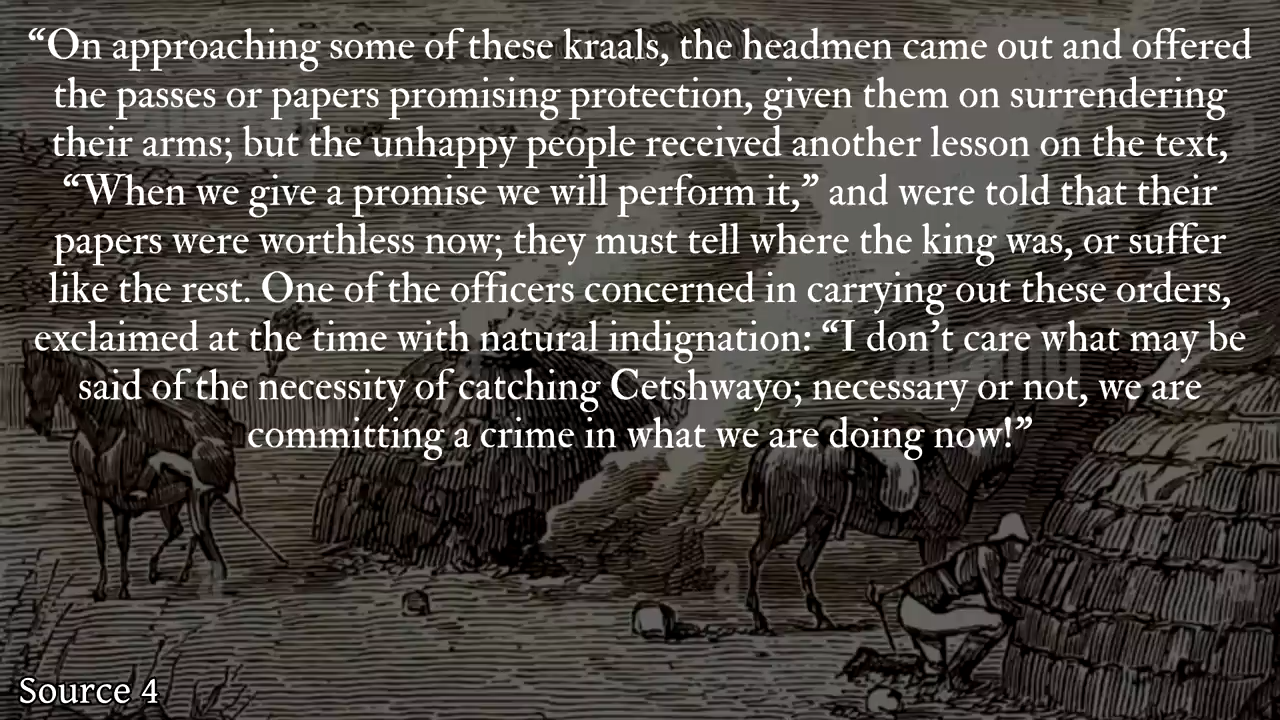 “On approaching some of these kraals, the headmen came out and offered
the passes or papers promising protection, given them on surrendering
their arms; but the unhappy people received another lesson on the text,
“When we give a promise we will perform it,” and were told that their
papers were worthless now; they must tell where the king was, or suffer
like the rest. One of the officers concerned in carrying out these orders,
exclaimed at the time with natural indignation: “I don’t care what may be
said of the necessity of catching Cetshwayo; necessary or not, we are
committing a crime in what we are doing now!”
Source 4